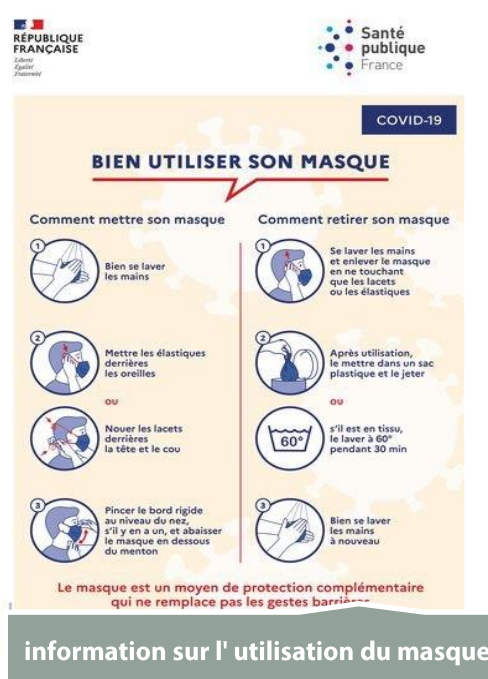 RÉPUBLIQUE
FRANÇAISE
Liberté
Égalité
Fraternité
Santé
publique
France
COVID-19
BIEN UTILISER SON MASQUE
Comment mettre son masque
1
Bien se laver
les mains
2
Mettre les élastiques
derrières
les oreilles
ou
Nouer les lacets
derrières
la tête et le cou
3
Pincer le bord rigide
au niveau du nez,
s'il y en a un, et abaisser
le masque en dessous
du menton
Comment retirer son masque
1
Se laver les mains
et enlever le masque
en ne touchant
que les lacets
ou les élastiques
2
Après utilisation,
le mettre dans un sac
plastique et le jeter
ou
60°
s'il est en tissu,
le laver à 60°
pendant 30 min
3
Bien se laver
les mains
à nouveau
Le masque est un moyen de protection complémentaire
qui ne remplace pas les gestes barrières
information sur l' utilisation du masque